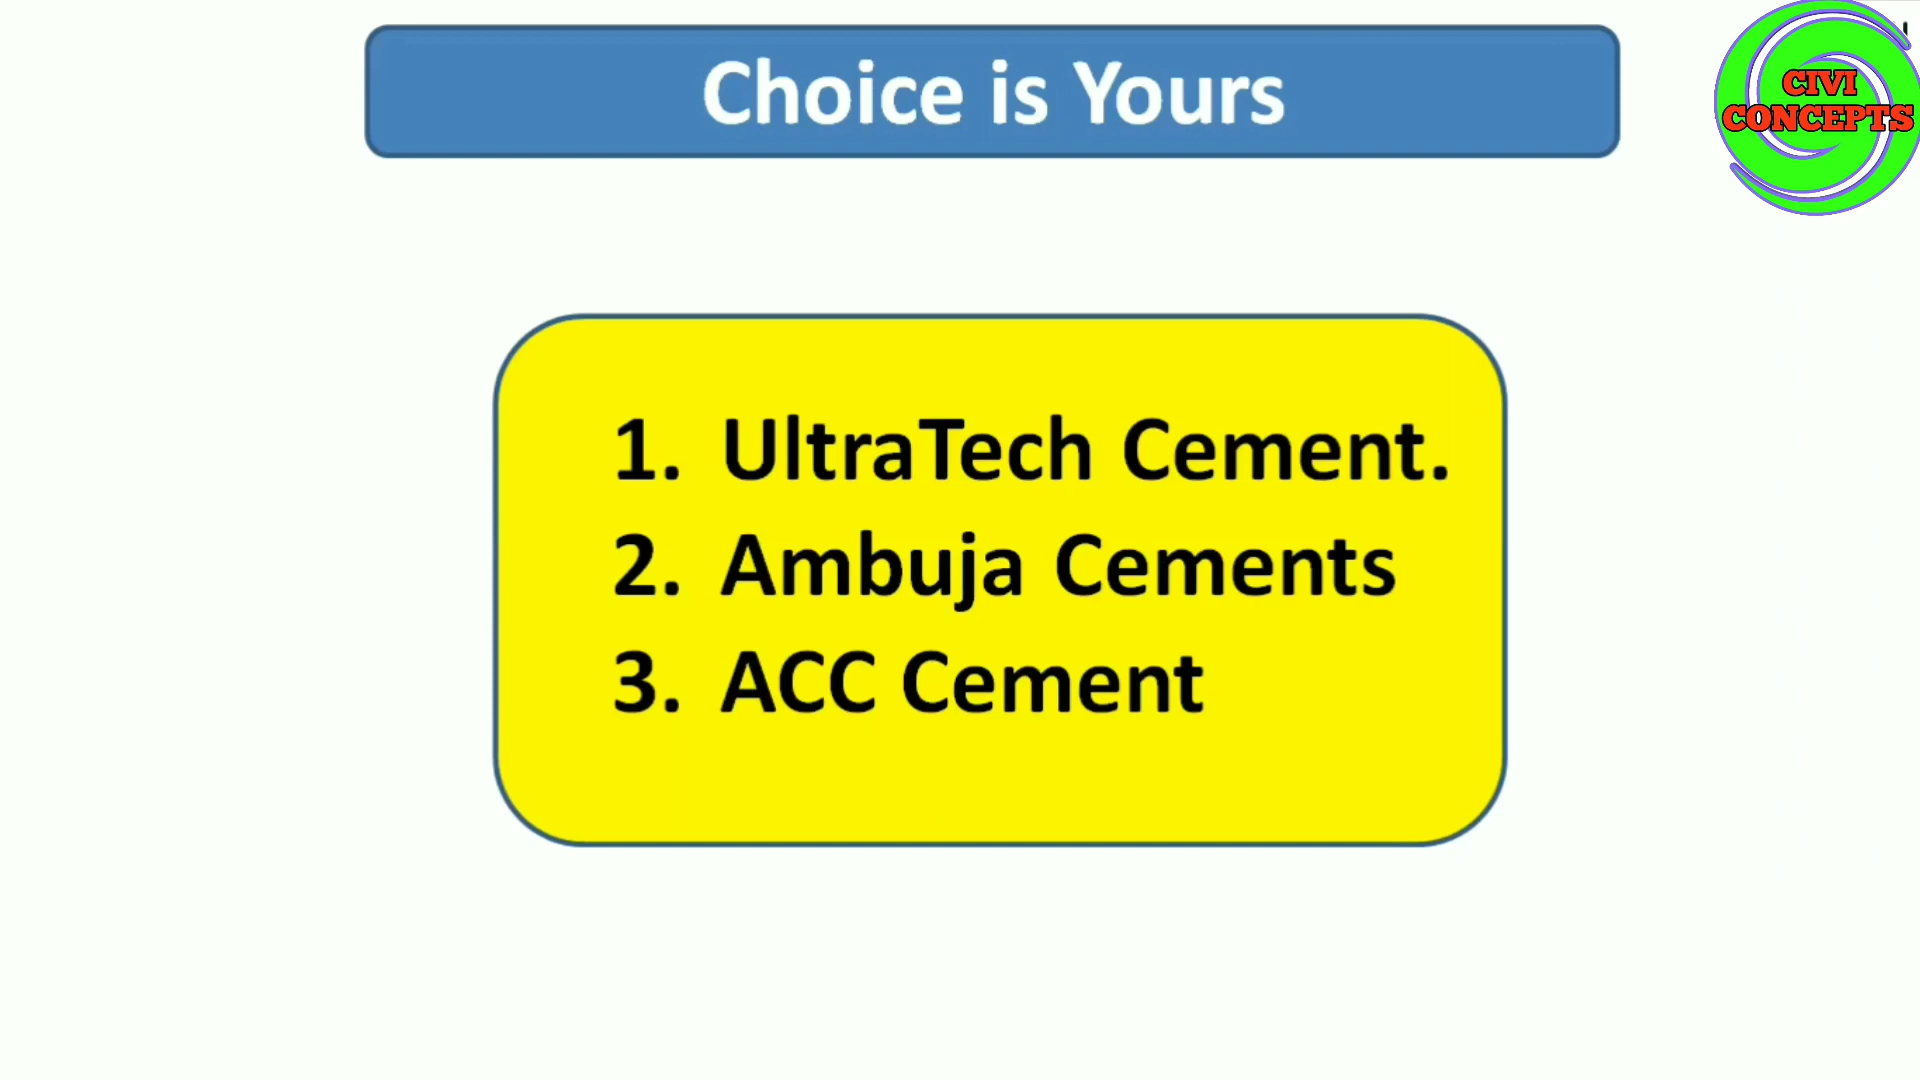 Choice is Yours
CIVI
CONCEPTS
1. UltraTech Cement.
2. Ambuja Cements
3. ACC Cement